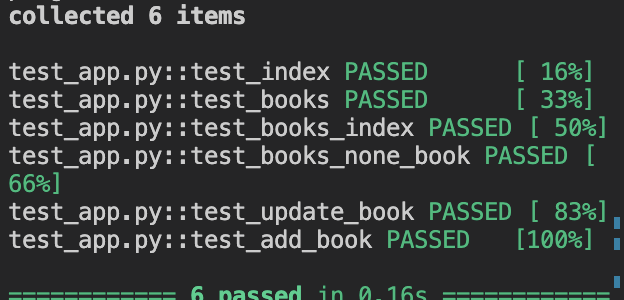 collected 6 items
test_app.py::test_index PASSED [ 16%]
test_app.py::test_books PASSED [ 33%]
test_app.py::test_books_index PASSED [ 50%]
test_app.py::test_books_none_book PASSED [
66%]
test_app.py::test_update_book PASSED [ 83%]
test_app.py::test_add_book PASSED [100%]
============ 6 passed in 0.16s ============